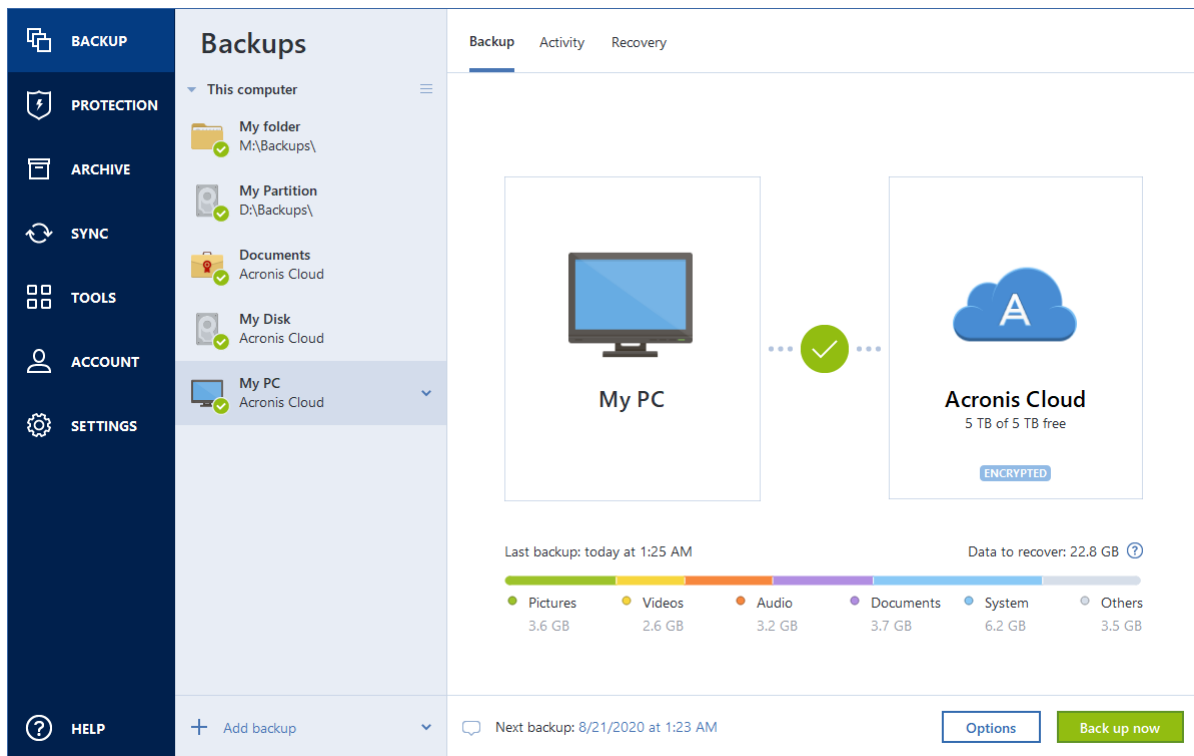 BACKUP
PROTECTION
ARCHIVE
SYNC
TOOLS
ACCOUNT
SETTINGS
HELP
Backups
This computer
My folder
M:\Backups\
My Partition
D:\Backups\
Documents
Acronis Cloud
My Disk
Acronis Cloud
My PC
Acronis Cloud
Add backup
Backup Activity Recovery
My PC
A
Acronis Cloud
5 TB of 5 TB free
ENCRYPTED
Last backup: today at 1:25 AM Data to recover: 22.8 GB ?
Pictures Videos Audio Documents System Others
3.6 GB 2.6 GB 3.2 GB 3.7 GB 6.2 GB 3.5 GB
Next backup: 8/21/2020 at 1:23 AM Options Back up now